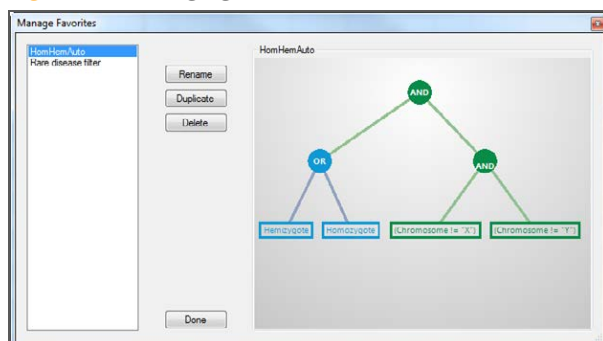 Manage Favorites
HomHemAuto
Rare disease filter
Rename
Duplicate
Delete
Done
HomHemAuto
AND
OR
AND
Hemizygote
Homozygote
(Chromosome != "X")
(Chromosome != "Y")